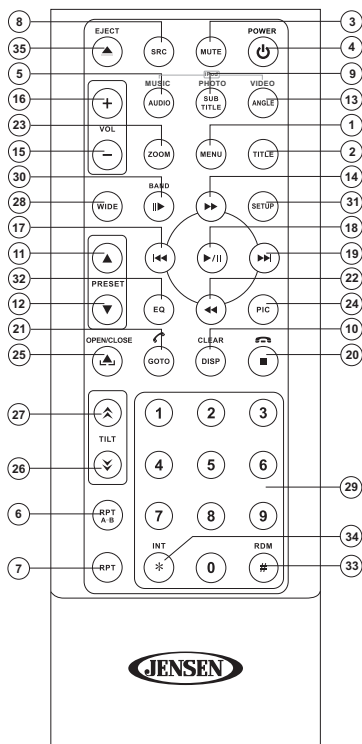 8
3
EJECT
POWER
35
SRC
MUTE
4
5
MUSIC
PHOTO
VIDEO
9
16
+
AUDIO
SUB TITLE
ANGLE
13
23
VOL
1
15
−
ZOOM
MENU
TITLE
2
30
BAND
14
28
WIDE
SETUP
31
17
18
11
19
32
PRESET
22
12
EQ
PIC
24
21
CLEAR
10
OPEN/CLOSE
25
GOTO
DISP
20
27
1
2
3
TILT
26
4
5
6
29
6
RPT A-B
7
8
9
34
INT
RDM
7
RPT
*
0
#
33
JENSEN